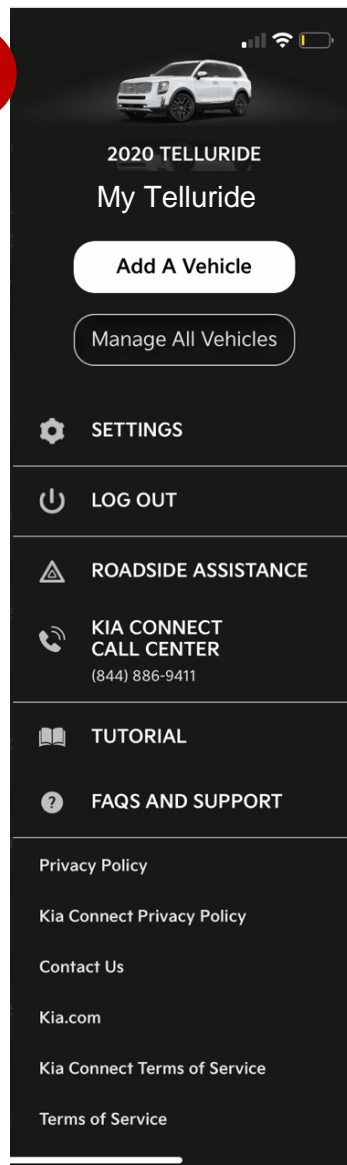 2020 TELLURIDE
My Telluride
Add A Vehicle
Manage All Vehicles
SETTINGS
LOG OUT
ROADSIDE ASSISTANCE
KIA CONNECT
CALL CENTER
(844) 886-9411
TUTORIAL
FAQS AND SUPPORT
Privacy Policy
Kia Connect Privacy Policy
Contact Us
Kia.com
Kia Connect Terms of Service
Terms of Service